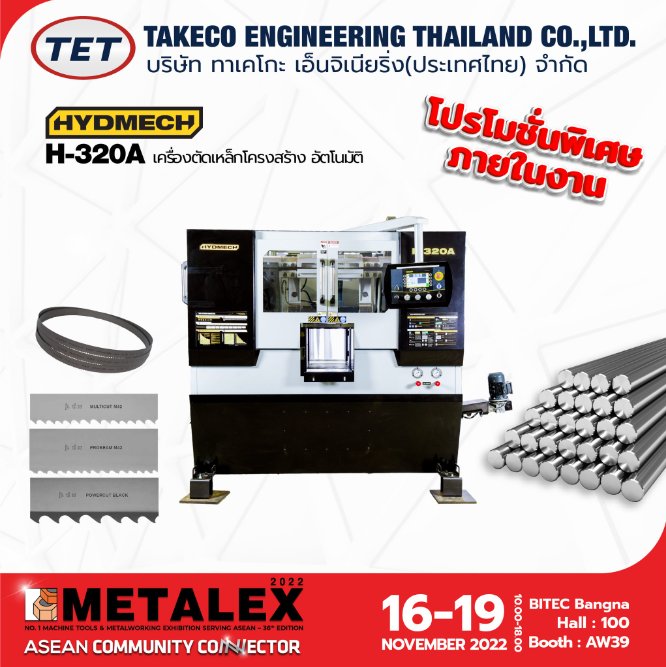 TET
TAKECO ENGINEERING THAILAND CO.,LTD.
บริษัท ทาเคโกะ เอ็นจิเนียริ่ง(ประเทศไทย) จำกัด
HYDMECH
H-320A เครื่องตัดเหล็กโครงสร้าง อัตโนมัติ
โปรโมชั่นพิเศษ
ภายในงาน
HYDMECH
H-320A
MULTICUT M42
PROBEAM M42
POWERCUT BLACK
2022
METALEX
NO. 1 MACHINE TOOLS & METALWORKING EXHIBITION SERVING ASEAN – 36th EDITION
ASEAN COMMUNITY CONNECTOR
16-19
NOVEMBER 2022
10:00-18:00
BITEC Bangna
Hall : 100
Booth : AW39